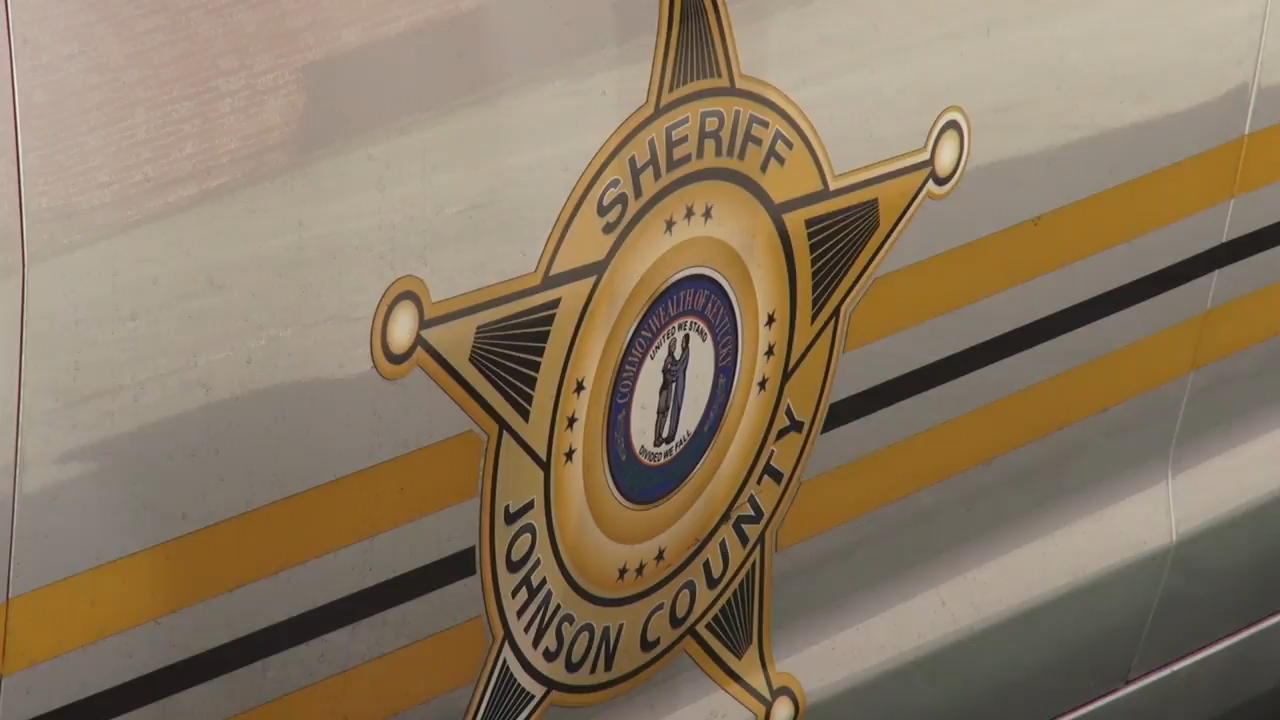 SHERIFF
COMMONWEALTH OF KENTUCKY
UNITED WE STAND
DIVIDED WE FALL
JOHNSON COUNTY